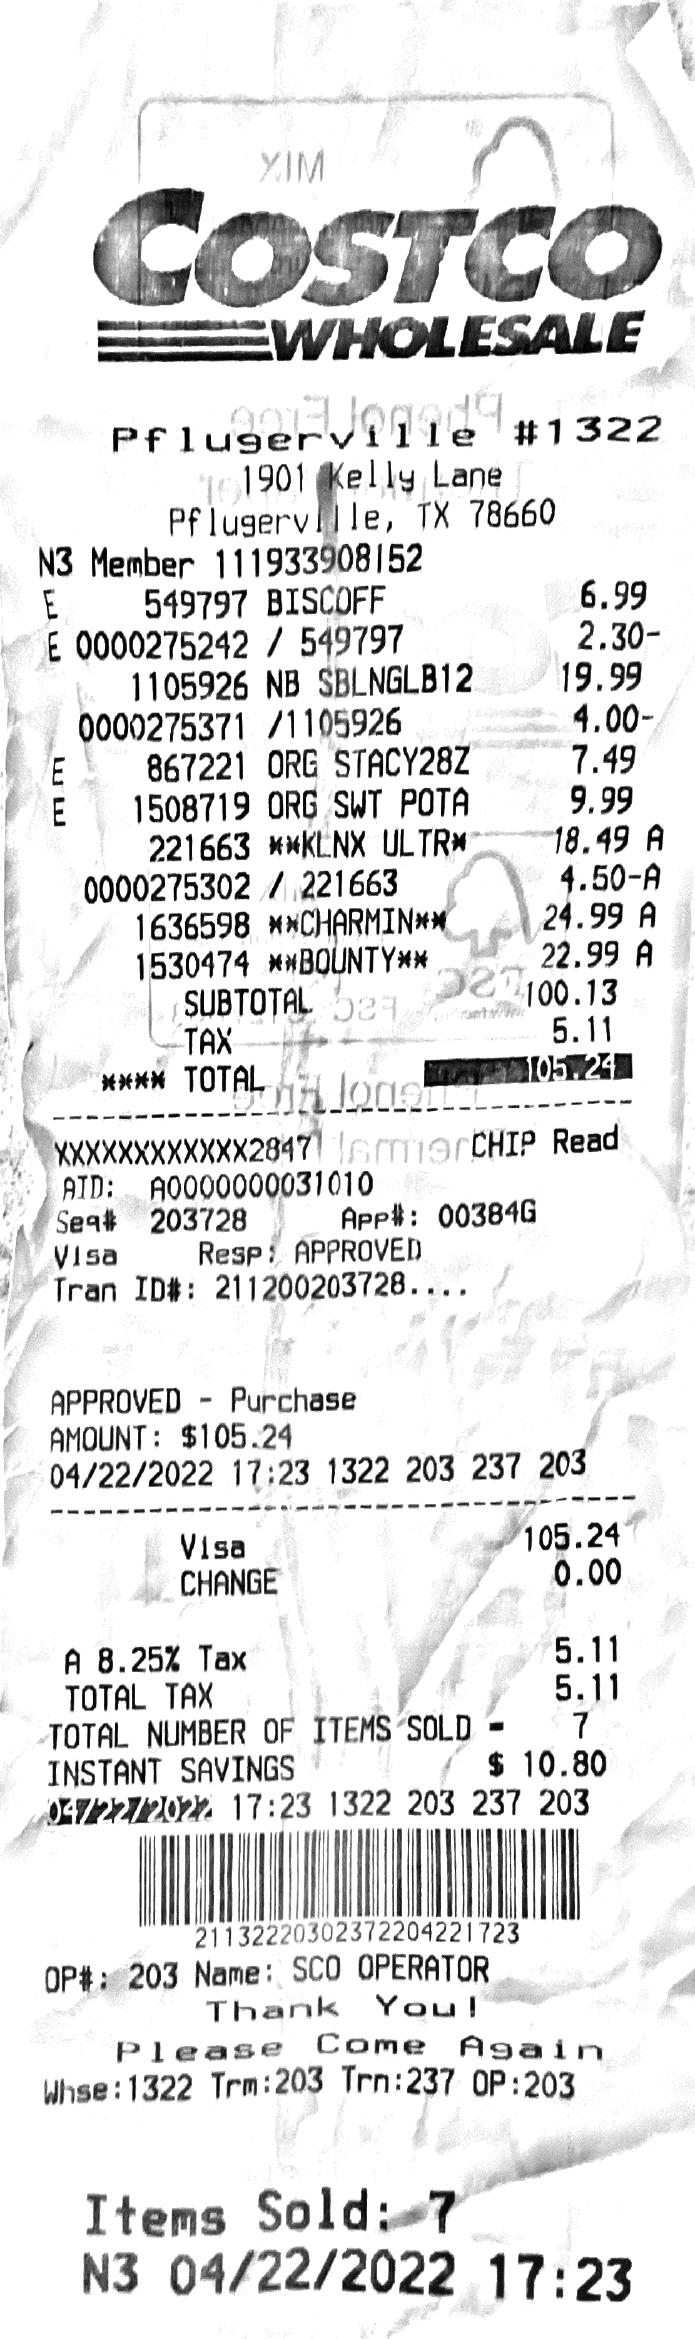 MIX
COSTCO
WHOLESALE
Phenol Free
Pflugerville #1322
1901 Kelly Lane
Pflugerville, TX 78660
N3 Member 111933908152
E 549797 BISCOFF 6.99
E 0000275242 / 549797 2.30-
1105926 NB SBLNGLB12 19.99
0000275371 /1105926 4.00-
E 867221 ORG STACY28Z 7.49
E 1508719 ORG SWT POTA 9.99
221663 **KLNX ULTR* 18.49 A
0000275302 / 221663 4.50-A
1636598 **CHARMIN** 24.99 A
1530474 **BOUNTY** 22.99 A
SUBTOTAL 100.13
TAX 5.11
**** TOTAL 105.24
XXXXXXXXXXXX2847 CHIP Read
AID: A0000000031010
Seq# 203728 App#: 00384G
Visa Resp: APPROVED
Tran ID#: 211200203728....
APPROVED - Purchase
AMOUNT: $105.24
04/22/2022 17:23 1322 203 237 203
Visa 105.24
CHANGE 0.00
A 8.25% Tax 5.11
TOTAL TAX 5.11
TOTAL NUMBER OF ITEMS SOLD = 7
INSTANT SAVINGS $ 10.80
04/22/2022 17:23 1322 203 237 203
21132220302372204221723
OP#: 203 Name: SCO OPERATOR
Thank You!
Please Come Again
Whse:1322 Trm:203 Trn:237 OP:203
Items Sold: 7
N3 04/22/2022 17:23